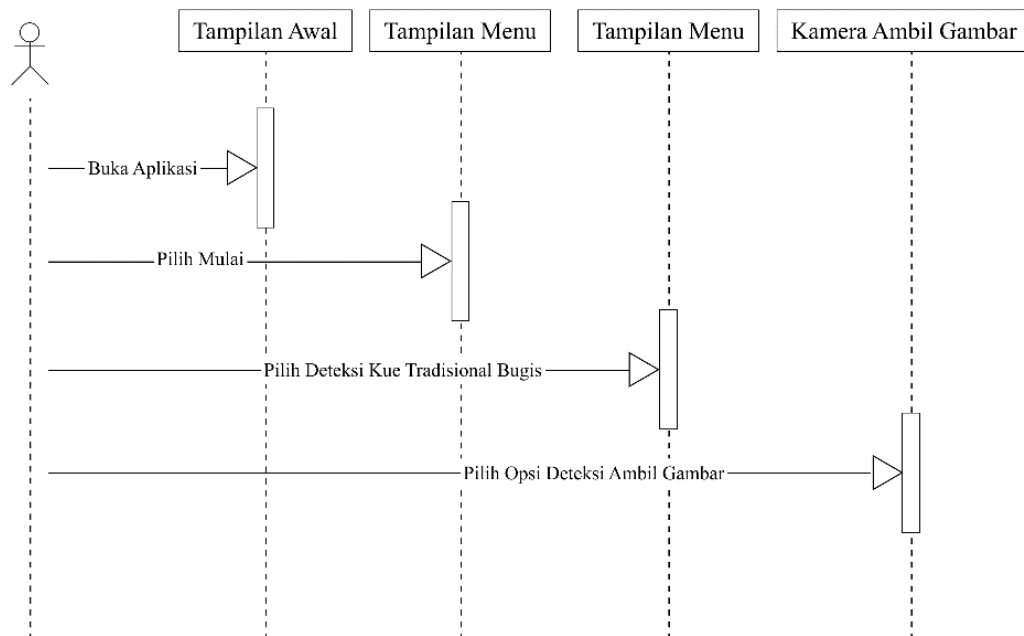 Tampilan Awal
Tampilan Menu
Tampilan Menu
Kamera Ambil Gambar
Buka Aplikasi
Pilih Mulai
Pilih Deteksi Kue Tradisional Bugis
Pilih Opsi Deteksi Ambil Gambar